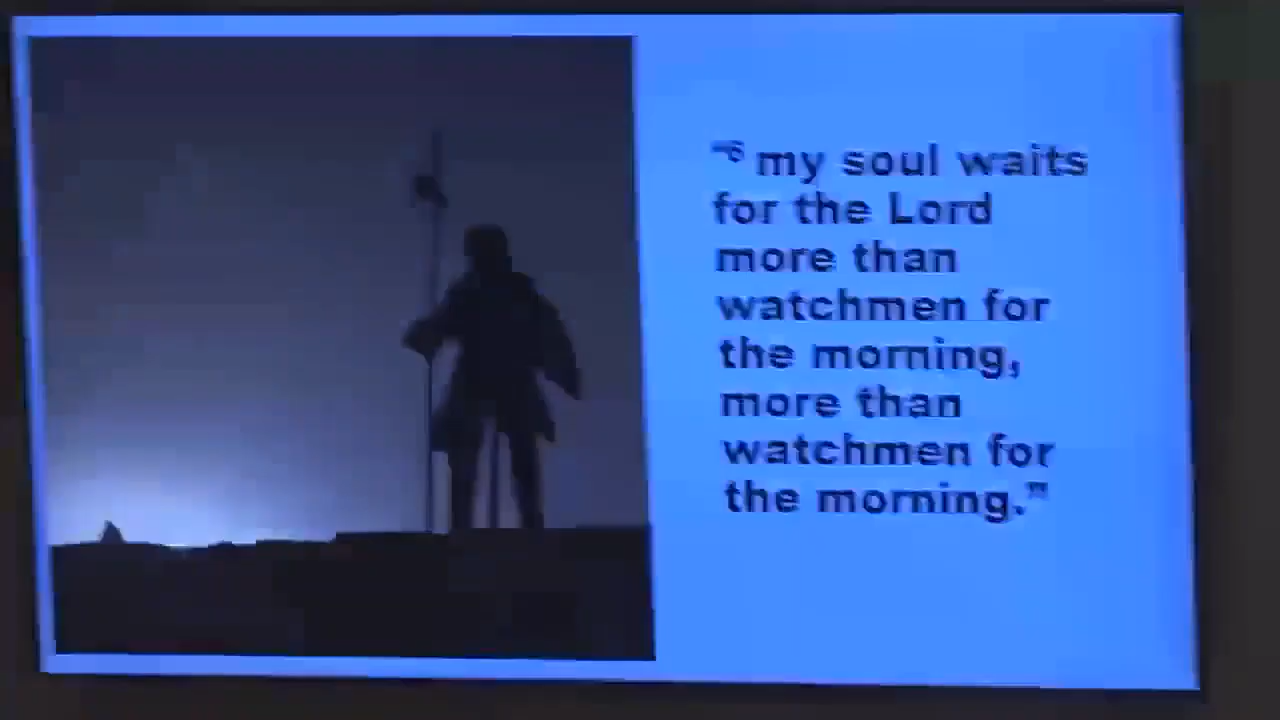 "⁶ my soul waits
for the Lord
more than
watchmen for
the morning,
more than
watchmen for
the morning."